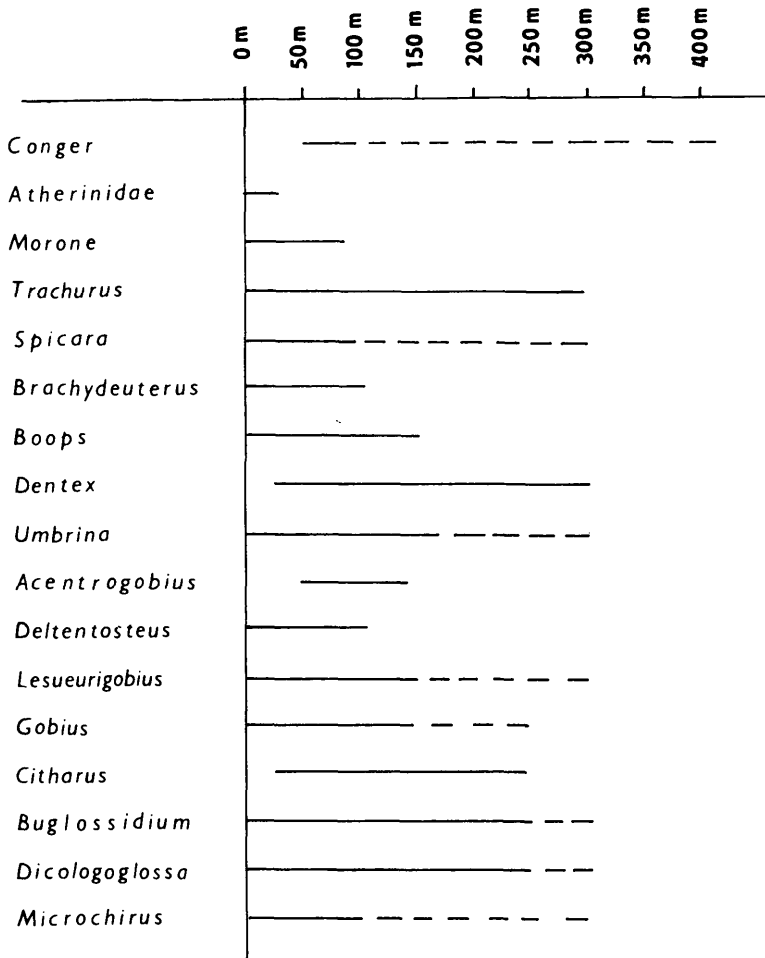 0 m
50 m
100 m
150 m
200 m
250 m
300 m
350 m
400 m
Conger
Atherinidae
Morone
Trachurus
Spicara
Brachydeuterus
Boops
Dentex
Umbrina
Acentrogobius
Deltentosteus
Lesueurigobius
Gobius
Citharus
Buglossidium
Dicologoglossa
Microchirus